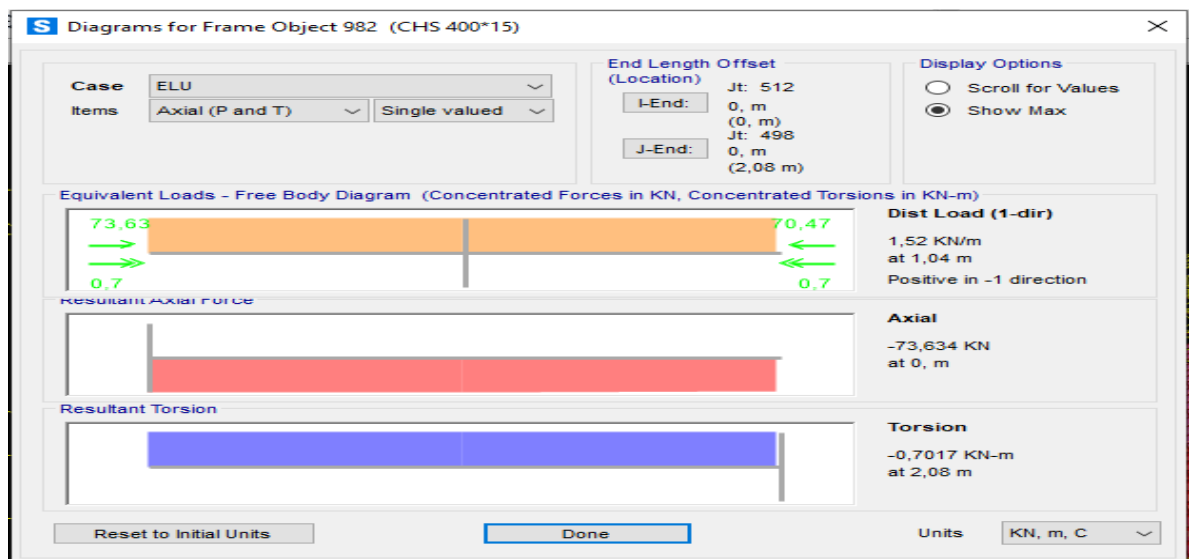 S Diagrams for Frame Object 982 (CHS 400*15)
Case ELU
Items Axial (P and T) Single valued
End Length Offset
(Location)
I-End:
Jt: 512
0, m
(0, m)
J-End:
Jt: 498
0, m
(2,08 m)
Display Options
Scroll for Values
Show Max
Equivalent Loads - Free Body Diagram (Concentrated Forces in KN, Concentrated Torsions in KN-m)
73,63 70,47
0,7 0,7
Dist Load (1-dir)
1,52 KN/m
at 1,04 m
Positive in -1 direction
Resultant Axial Force
Axial
-73,634 KN
at 0, m
Resultant Torsion
Torsion
-0,7017 KN-m
at 2,08 m
Reset to Initial Units
Done
Units KN, m, C